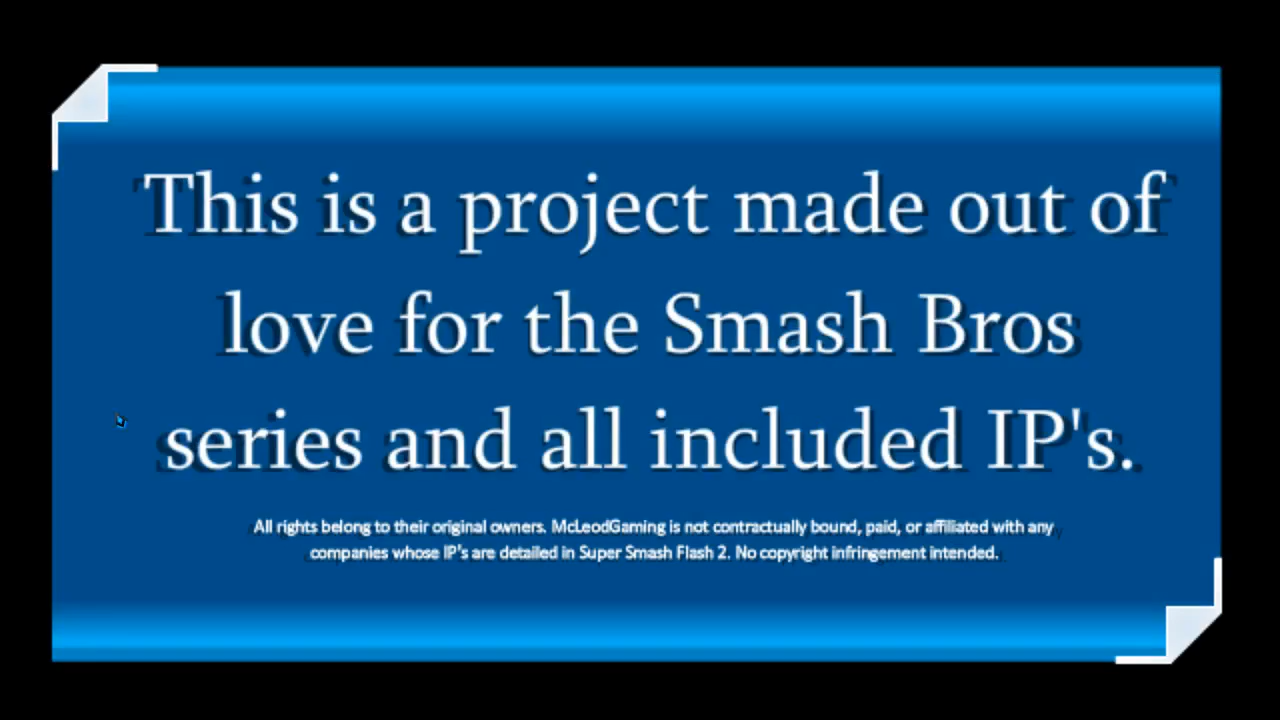 This is a project made out of
love for the Smash Bros
series and all included IP's.
All rights belong to their original owners. McLeodGaming is not contractually bound, paid, or affiliated with any
companies whose IP's are detailed in Super Smash Flash 2. No copyright infringement intended.